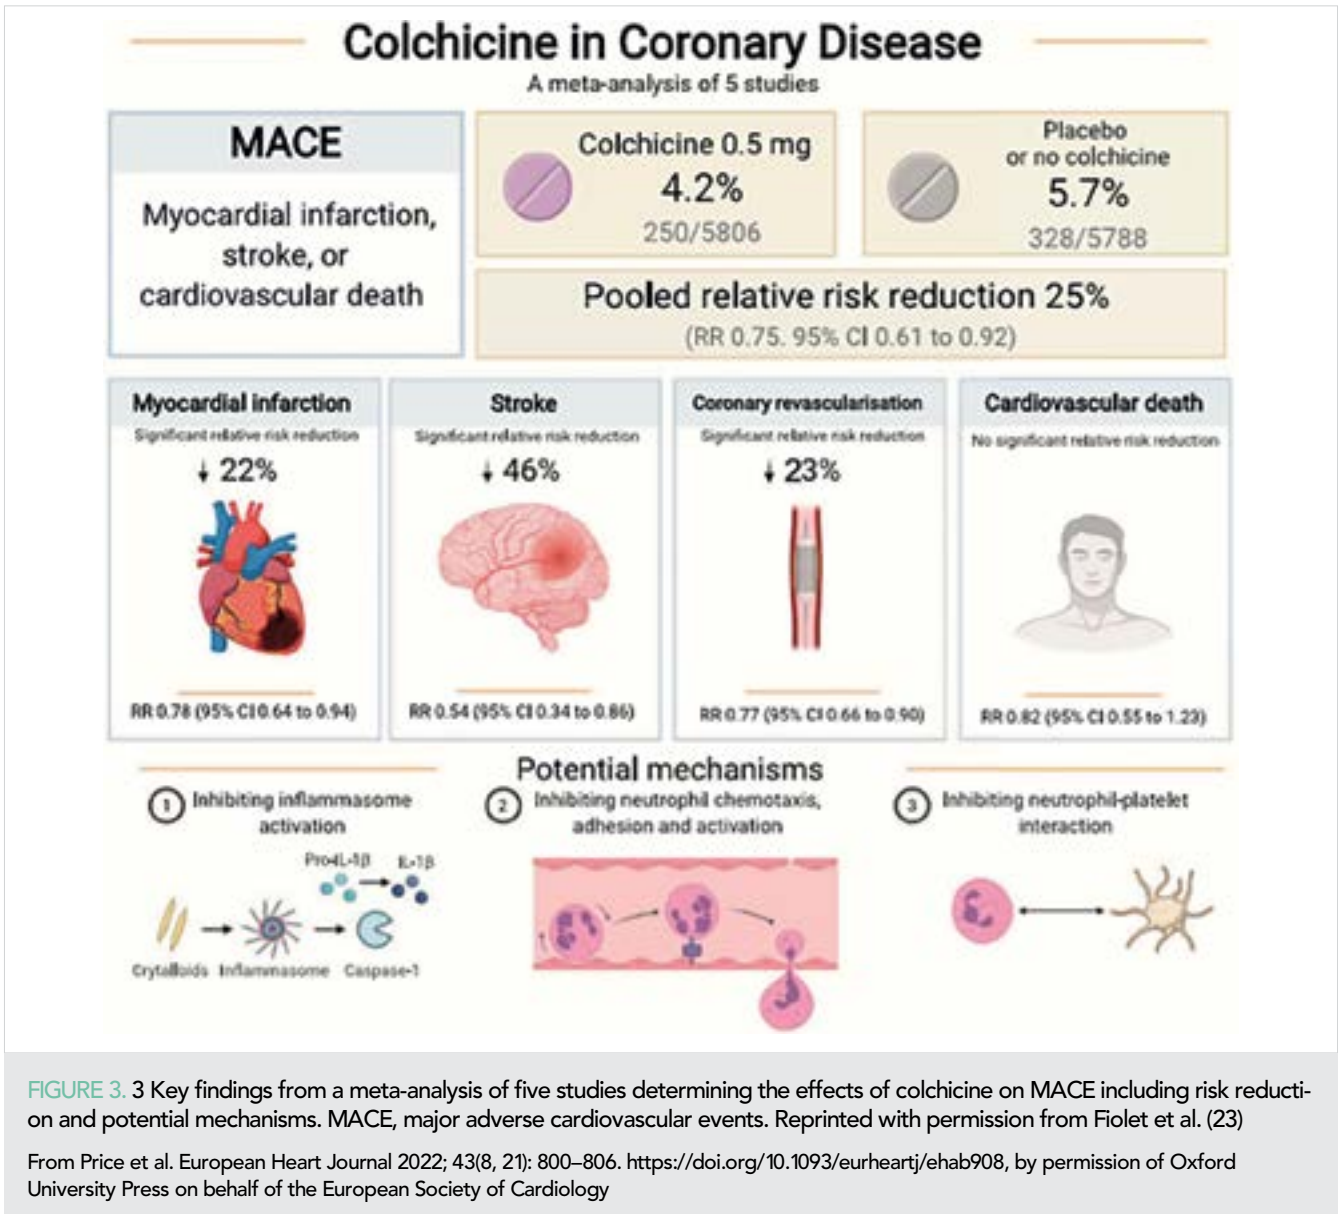 Colchicine in Coronary Disease
A meta-analysis of 5 studies
MACE
Myocardial infarction,
stroke, or
cardiovascular death
Colchicine 0.5 mg
4.2%
250/5806
Placebo
or no colchicine
5.7%
328/5788
Pooled relative risk reduction 25%
(RR 0.75. 95% CI 0.61 to 0.92)
Myocardial infarction
Significant relative risk reduction
↓ 22%
RR 0.78 (95% CI 0.64 to 0.94)
Stroke
Significant relative risk reduction
↓ 46%
RR 0.54 (95% CI 0.34 to 0.86)
Coronary revascularisation
Significant relative risk reduction
↓ 23%
RR 0.77 (95% CI 0.66 to 0.90)
Cardiovascular death
No significant relative risk reduction
RR 0.82 (95% CI 0.55 to 1.23)
Potential mechanisms
1 Inhibiting inflammasome
activation
Pro-IL-1β IL-1β
Crytalloids Inflammasome Caspase-1
2 Inhibiting neutrophil chemotaxis,
adhesion and activation
3 Inhibiting neutrophil-platelet
interaction
FIGURE 3. 3 Key findings from a meta-analysis of five studies determining the effects of colchicine on MACE including risk reducti-
on and potential mechanisms. MACE, major adverse cardiovascular events. Reprinted with permission from Fiolet et al. (23)
From Price et al. European Heart Journal 2022; 43(8, 21): 800–806. https://doi.org/10.1093/eurheartj/ehab908, by permission of Oxford
University Press on behalf of the European Society of Cardiology